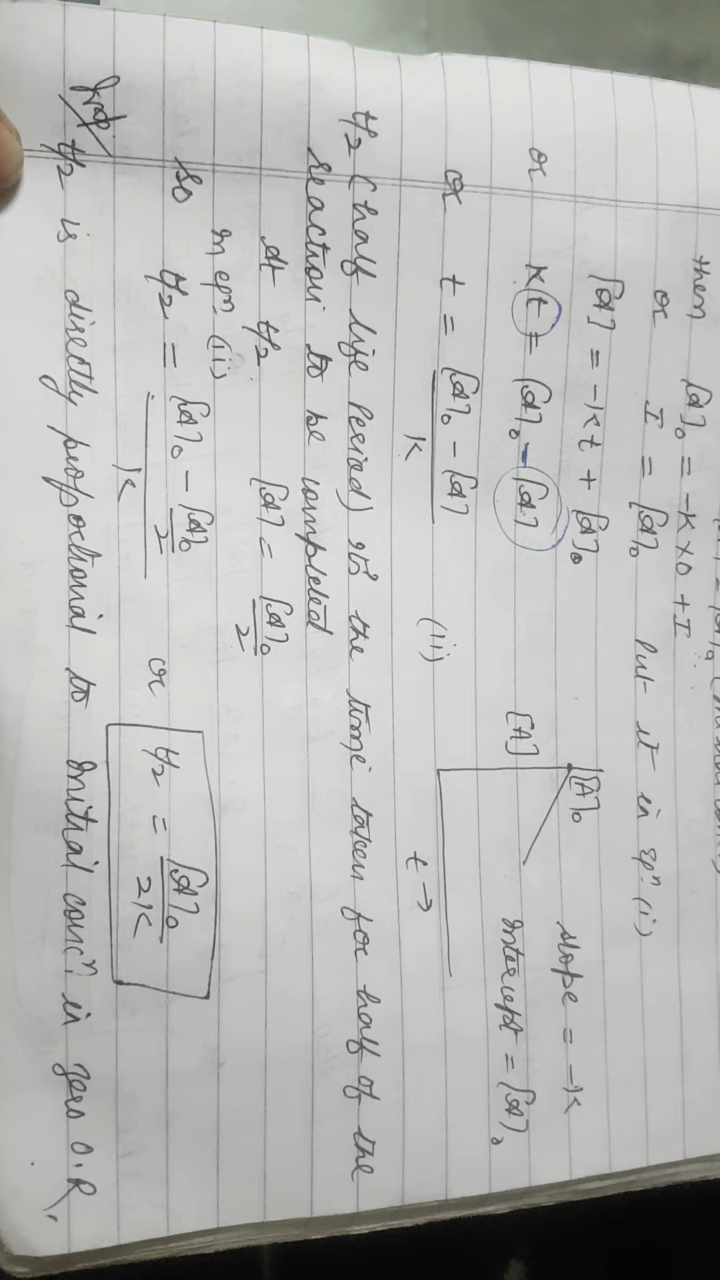 then [A]₀ = -K×0 + I
or I = [A]₀ put it in eqⁿ (i)
[A] = -Kt + [A]₀
or Kt = [A]₀ - [A]
or t = [A]₀ - [A] / K (ii)
[A]₀
[A]
t →
slope = -K
Intercept = [A]₀
t½ (half life Period) is the time taken for half of the
reaction to be completed
At t½ [A] = [A]₀ / 2
in eqⁿ (ii)
so t½ = [A]₀ - [A]₀/2 / K or t½ = [A]₀ / 2K
t½ is directly propotional to initial concⁿ in zero O.R.